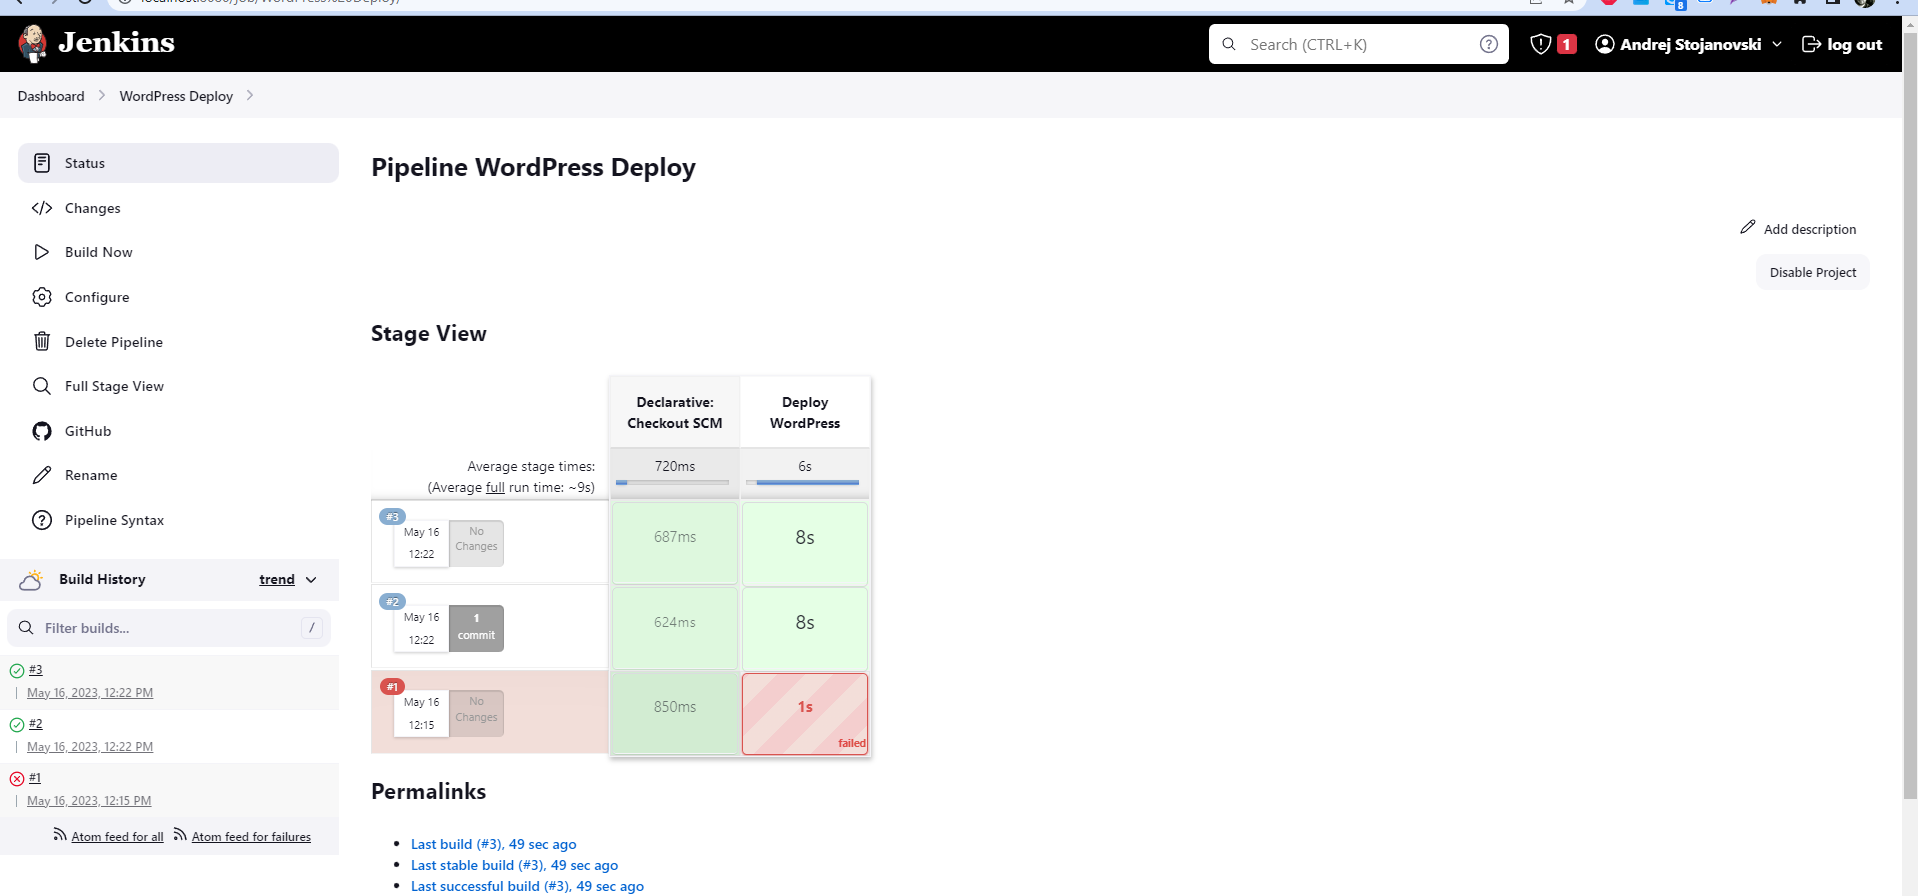 Jenkins
Search (CTRL+K)
?
1
Andrej Stojanovski
log out
Dashboard
WordPress Deploy
Status
Changes
Build Now
Configure
Delete Pipeline
Full Stage View
GitHub
Rename
Pipeline Syntax
Build History
trend
Filter builds...
/
#3
May 16, 2023, 12:22 PM
#2
May 16, 2023, 12:22 PM
#1
May 16, 2023, 12:15 PM
Atom feed for all
Atom feed for failures
Pipeline WordPress Deploy
Add description
Disable Project
Stage View
Declarative:
Checkout SCM
Deploy
WordPress
Average stage times:
(Average full run time: ~9s)
720ms
6s
#3
May 16
12:22
No
Changes
687ms
8s
#2
May 16
12:22
1
commit
624ms
8s
#1
May 16
12:15
No
Changes
850ms
1s
failed
Permalinks
Last build (#3), 49 sec ago
Last stable build (#3), 49 sec ago
Last successful build (#3), 49 sec ago